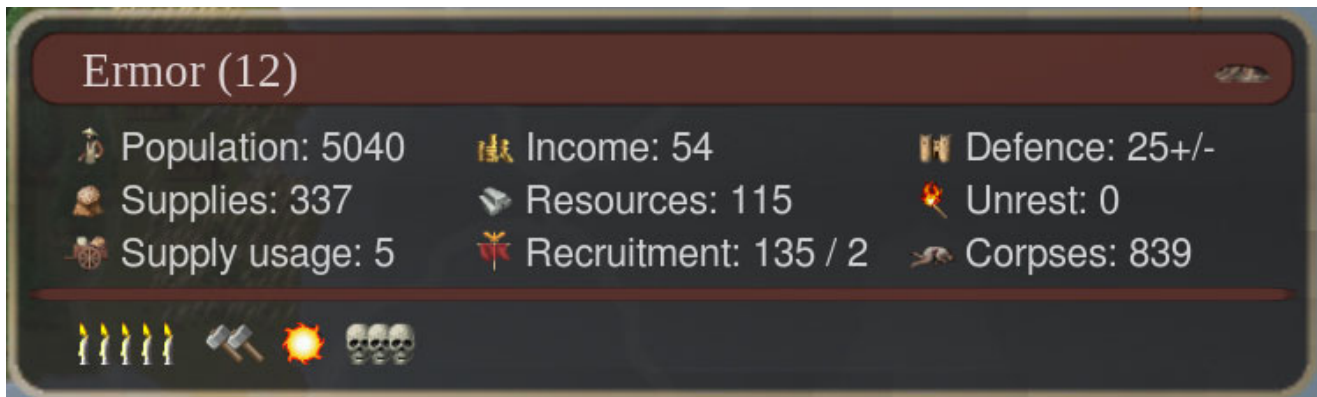 Ermor (12)
Population: 5040 Income: 54 Defence: 25+/-
Supplies: 337 Resources: 115 Unrest: 0
Supply usage: 5 Recruitment: 135 / 2 Corpses: 839